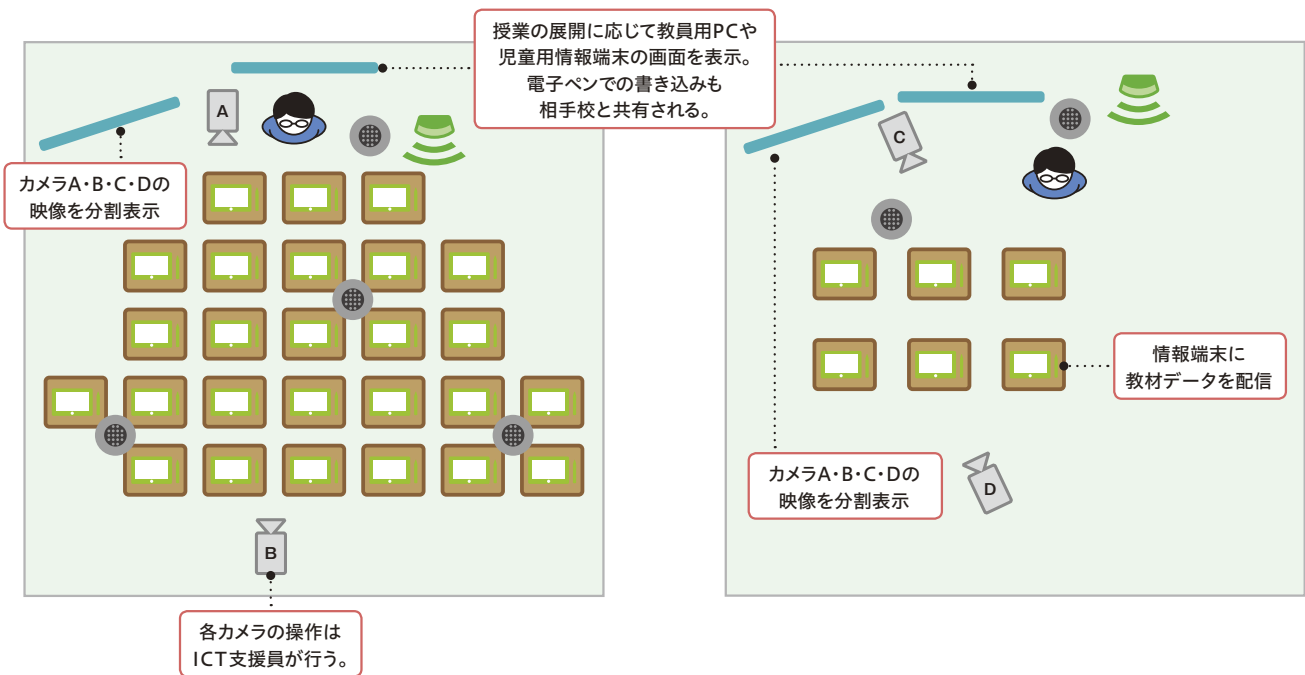 授業の展開に応じて教員用PCや
児童用情報端末の画面を表示。
電子ペンでの書き込みも
相手校と共有される。
A
C
カメラA・B・C・Dの
映像を分割表示
情報端末に
教材データを配信
カメラA・B・C・Dの
映像を分割表示
D
B
各カメラの操作は
ICT支援員が行う。